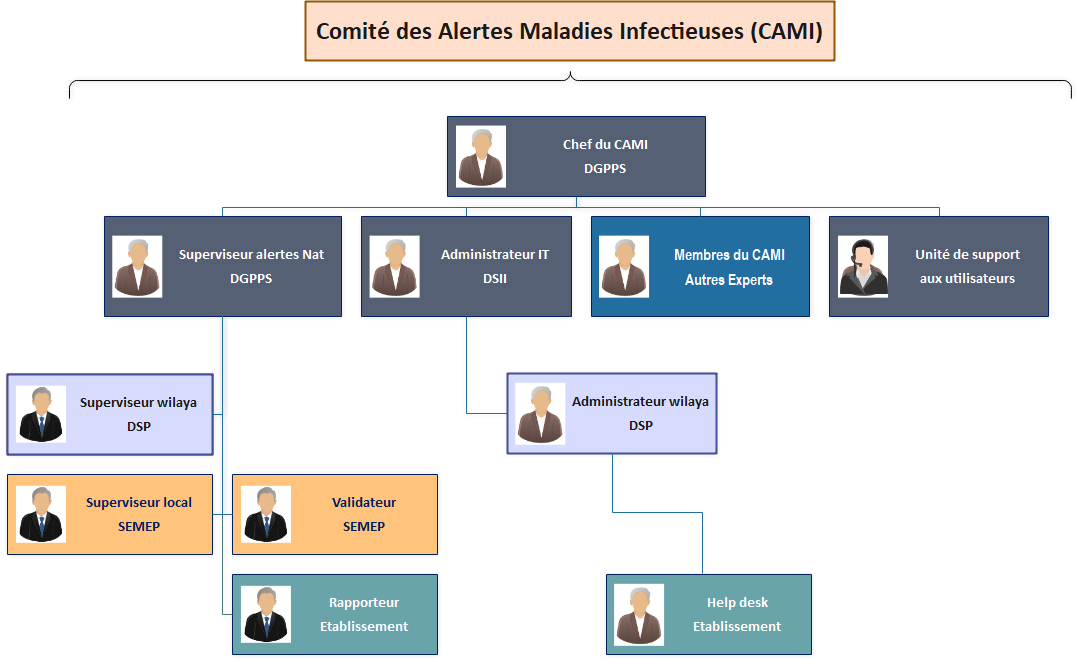 Comité des Alertes Maladies Infectieuses (CAMI)
Chef du CAMI
DGPPS
Superviseur alertes Nat
DGPPS
Administrateur IT
DSII
Membres du CAMI
Autres Experts
Unité de support
aux utilisateurs
Superviseur wilaya
DSP
Administrateur wilaya
DSP
Superviseur local
SEMEP
Validateur
SEMEP
Rapporteur
Etablissement
Help desk
Etablissement